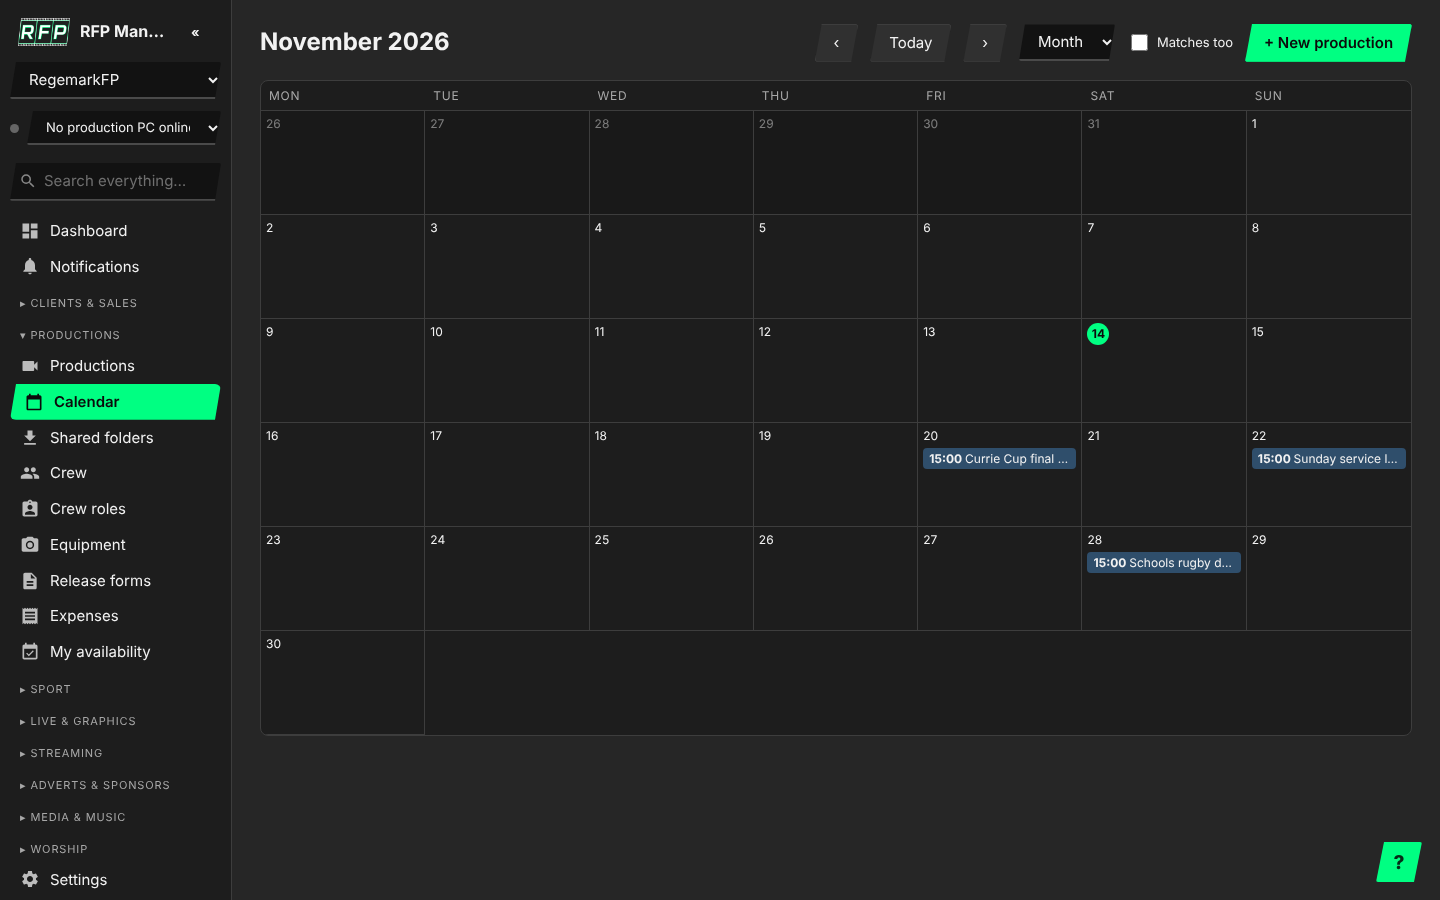 RFP RFP Man... «
RegemarkFP
No production PC online
Search everything...
Dashboard
Notifications
▸ CLIENTS & SALES
▾ PRODUCTIONS
Productions
Calendar
Shared folders
Crew
Crew roles
Equipment
Release forms
Expenses
My availability
▸ SPORT
▸ LIVE & GRAPHICS
▸ STREAMING
▸ ADVERTS & SPONSORS
▸ MEDIA & MUSIC
▸ WORSHIP
Settings
November 2026
‹ Today › Month Matches too + New production
MON TUE WED THU FRI SAT SUN
26 27 28 29 30 31 1
2 3 4 5 6 7 8
9 10 11 12 13 14 15
16 17 18 19 20 21 22
15:00 Currie Cup final ... 15:00 Sunday service l...
23 24 25 26 27 28 29
15:00 Schools rugby d...
30
?